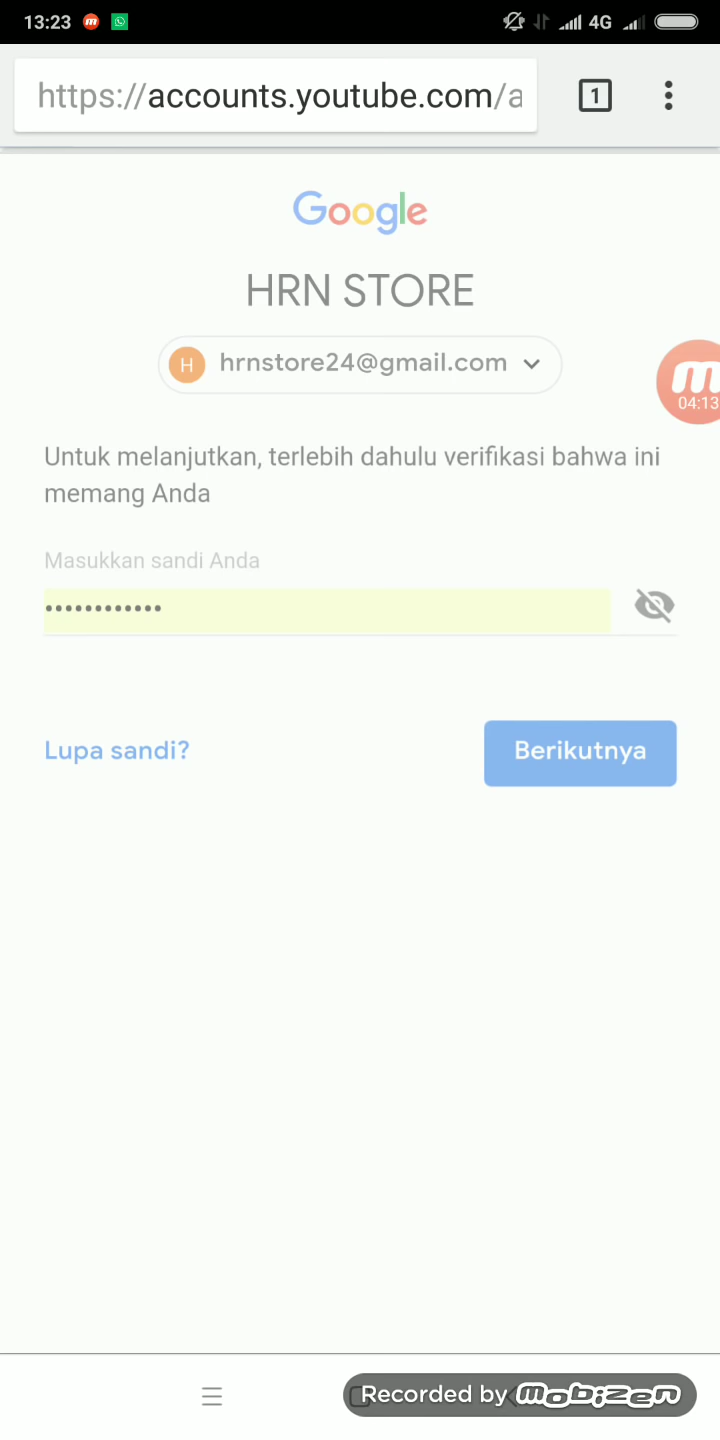 13:23
4G
https://accounts.youtube.com/a
1
Google
HRN STORE
H
hrnstore24@gmail.com
04:13
Untuk melanjutkan, terlebih dahulu verifikasi bahwa ini
memang Anda
Masukkan sandi Anda
••••••••••••
Lupa sandi?
Berikutnya
Recorded by mobizen